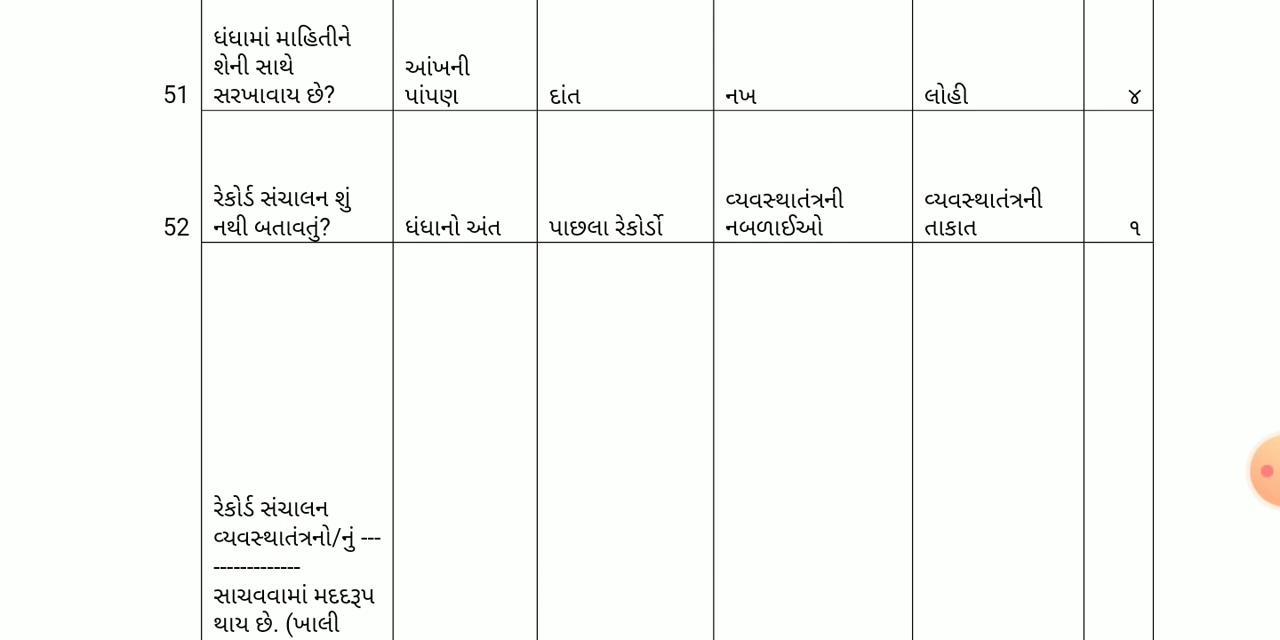 ધંધામાં માહિતીને
શેની સાથે
સરખાવાય છે?
આંખની
પાંપણ
51
દાંત
નખ
લોહી
૪
રેકોર્ડ સંચાલન શું
નથી બતાવતું?
52
ધંધાનો અંત
પાછલા રેકોર્ડો
વ્યવસ્થાતંત્રની
નબળાઈઓ
વ્યવસ્થાતંત્રની
તાકાત
૧
રેકોર્ડ સંચાલન
વ્યવસ્થાતંત્રનો/નું ---
-------------
સાચવવામાં મદદરૂપ
થાય છે. (ખાલી